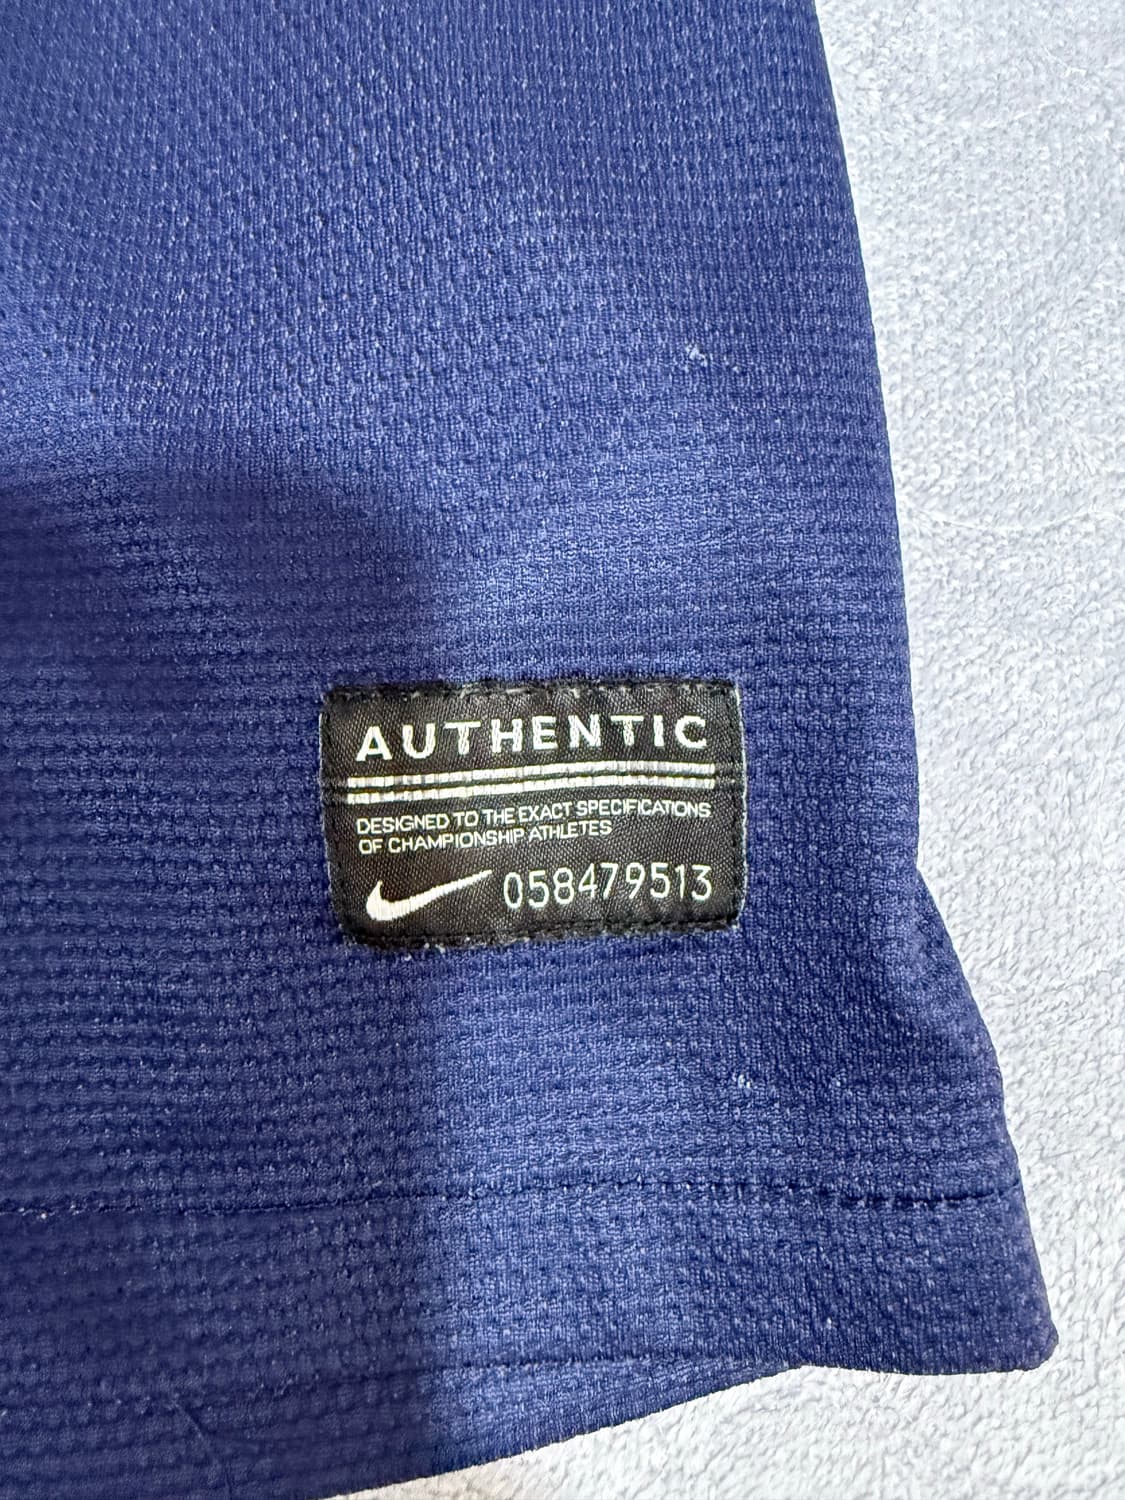 AUTHENTIC
DESIGNED TO THE EXACT SPECIFICATIONS
OF CHAMPIONSHIP ATHLETES
058479513